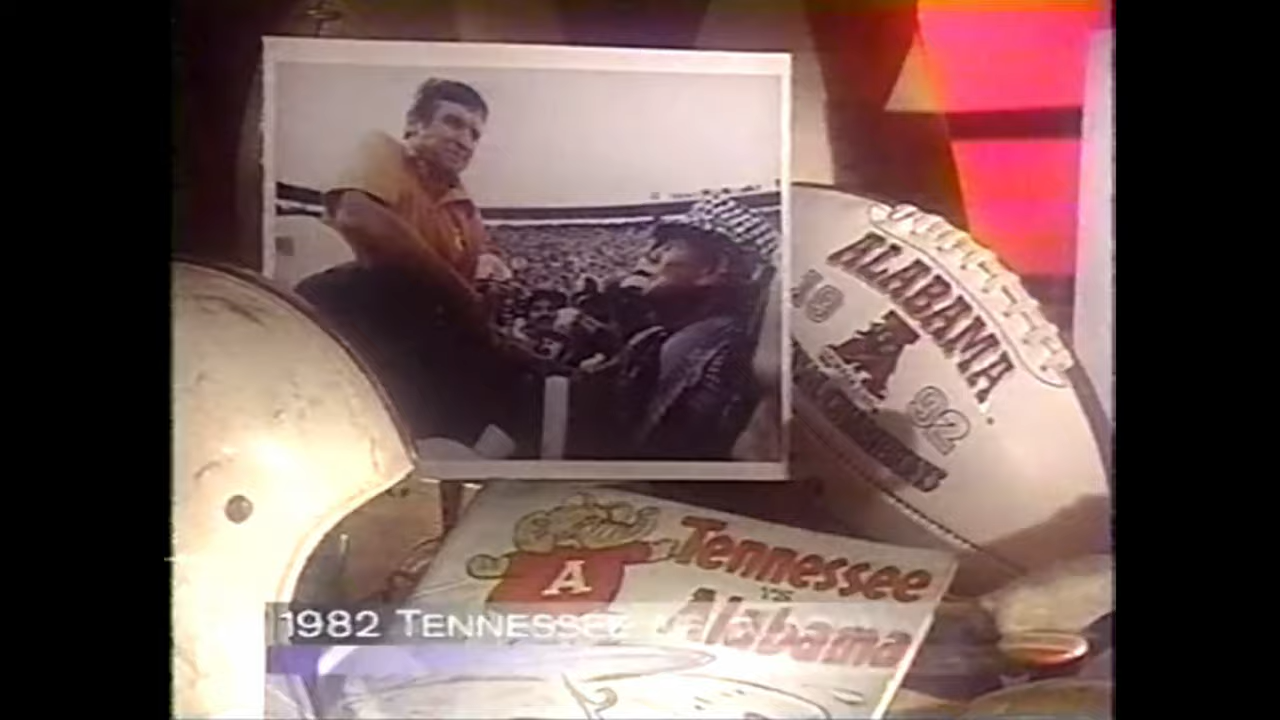 ALABAMA
19 A 92
A
Tennessee
vs
Alabama
1982 TENNESSEE